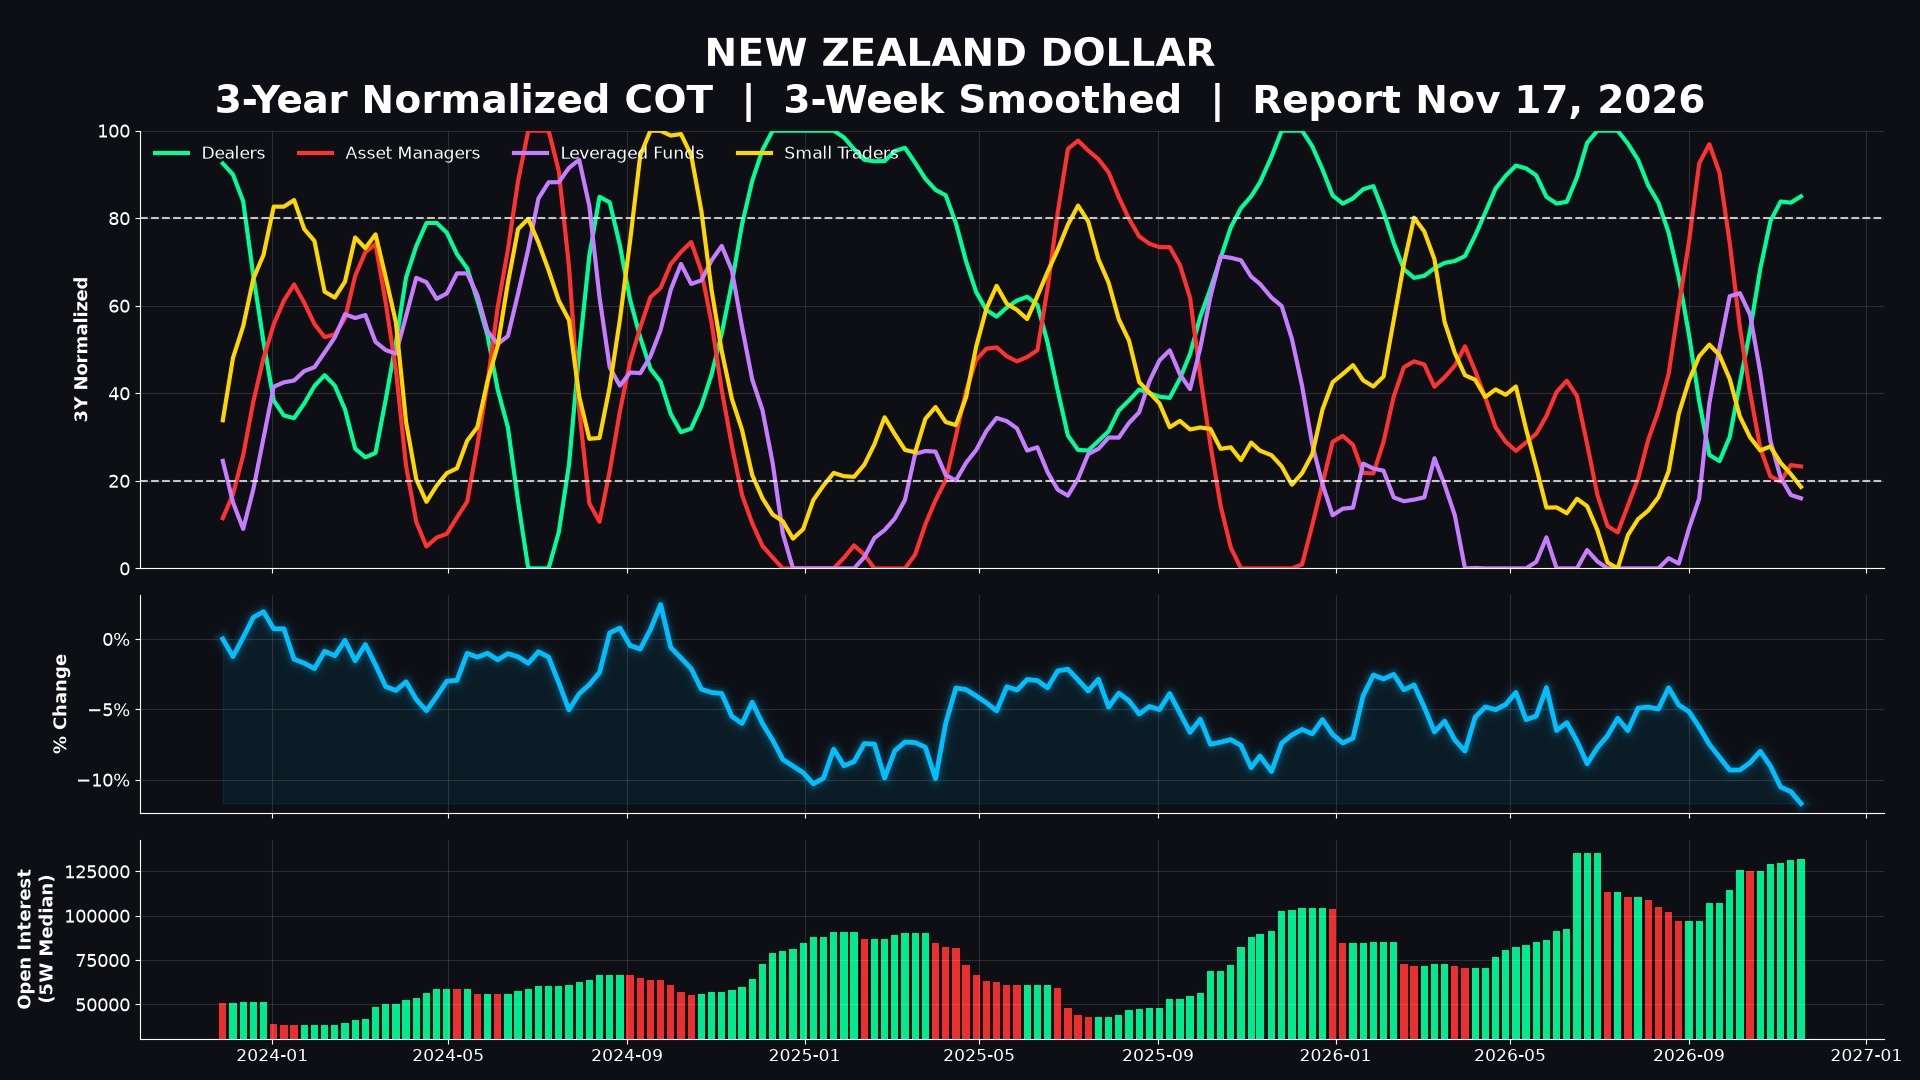 NEW ZEALAND DOLLAR
3-Year Normalized COT | 3-Week Smoothed | Report Nov 17, 2026
Dealers
Asset Managers
Leveraged Funds
Small Traders
3Y Normalized
100
80
60
40
20
0
% Change
0%
−5%
−10%
Open Interest
(5W Median)
125000
100000
75000
50000
2024-01
2024-05
2024-09
2025-01
2025-05
2025-09
2026-01
2026-05
2026-09
2027-01